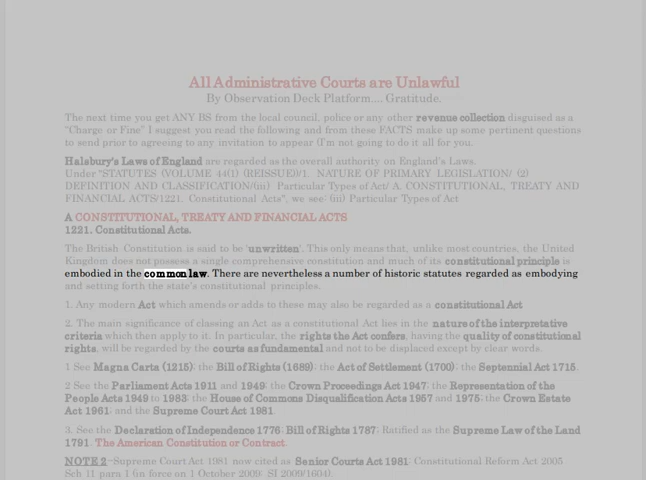 All Administrative Courts are Unlawful
By Observation Deck Platform.... Gratitude.
The next time you get ANY BS from the local council, police or any other revenue collection disguised as a
"Charge or Fine" I suggest you read the following and from these FACTS make up some pertinent questions
to send prior to agreeing to any invitation to appear (I'm not going to do it all for you.
Halsbury's Laws of England are regarded as the overall authority on England's Laws.
Under "STATUTES (VOLUME 44(1) (REISSUE))/1. NATURE OF PRIMARY LEGISLATION/ (2)
DEFINITION AND CLASSIFICATION/(iii) Particular Types of Act/ A. CONSTITUTIONAL, TREATY AND
FINANCIAL ACTS/1221. Constitutional Acts", we see/ (iii) Particular Types of Act
A CONSTITUTIONAL, TREATY AND FINANCIAL ACTS
1221. Constitutional Acts.
The British Constitution is said to be 'unwritten'. This only means that, unlike most countries, the United
Kingdom does not possess a single comprehensive constitution and much of its constitutional principle is
embodied in the common law. There are nevertheless a number of historic statutes regarded as embodying
and setting forth the state's constitutional principles.
1. Any modern Act which amends or adds to these may also be regarded as a constitutional Act
2. The main significance of classing an Act as a constitutional Act lies in the nature of the interpretative
criteria which then apply to it. In particular, the rights the Act confers, having the quality of constitutional
rights, will be regarded by the courts as fundamental and not to be displaced except by clear words.
1 See Magna Carta (1215); the Bill of Rights (1689); the Act of Settlement (1700); the Septennial Act 1715.
2 See the Parliament Acts 1911 and 1949; the Crown Proceedings Act 1947; the Representation of the
People Acts 1949 to 1983; the House of Commons Disqualification Acts 1957 and 1975; the Crown Estate
Act 1961; and the Supreme Court Act 1981.
3. See the Declaration of Independence 1776; Bill of Rights 1787; Ratified as the Supreme Law of the Land
1791. The American Constitution or Contract.
NOTE 2–Supreme Court Act 1981 now cited as Senior Courts Act 1981; Constitutional Reform Act 2005
Sch 11 para 1 (in force on 1 October 2009: SI 2009/1604).